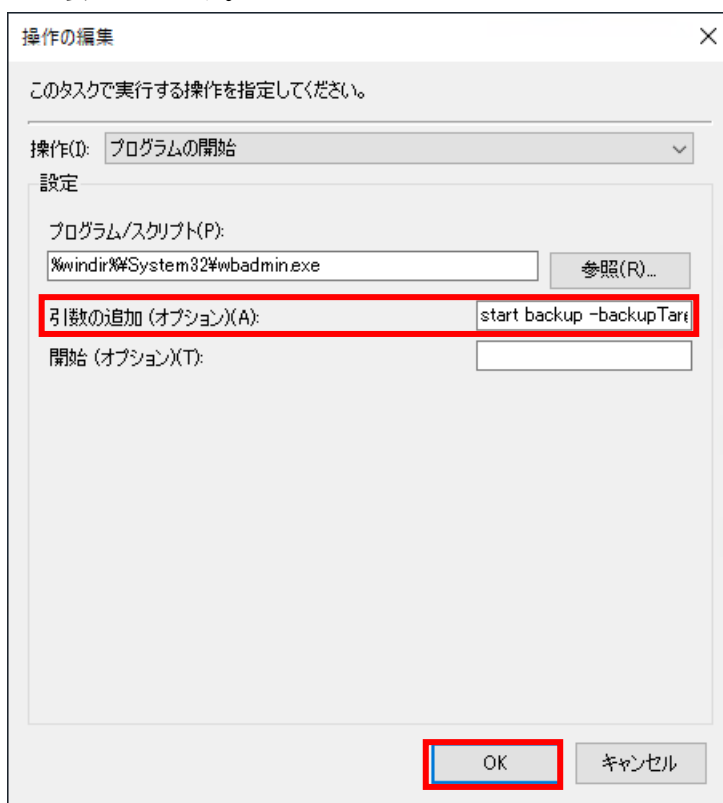 操作の編集
このタスクで実行する操作を指定してください。
操作(I): プログラムの開始
設定
プログラム/スクリプト(P):
%windir%¥System32¥wbadmin.exe 参照(R)...
引数の追加 (オプション)(A): start backup -backupTar
開始 (オプション)(T):
OK キャンセル